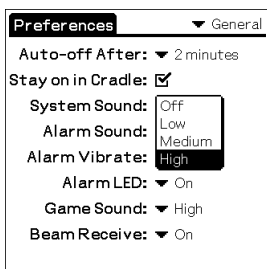 Preferences General
Auto-off After: 2 minutes
Stay on in Cradle:
System Sound: Off
Low
Alarm Sound: Medium
Alarm Vibrate: High
Alarm LED: On
Game Sound: High
Beam Receive: On